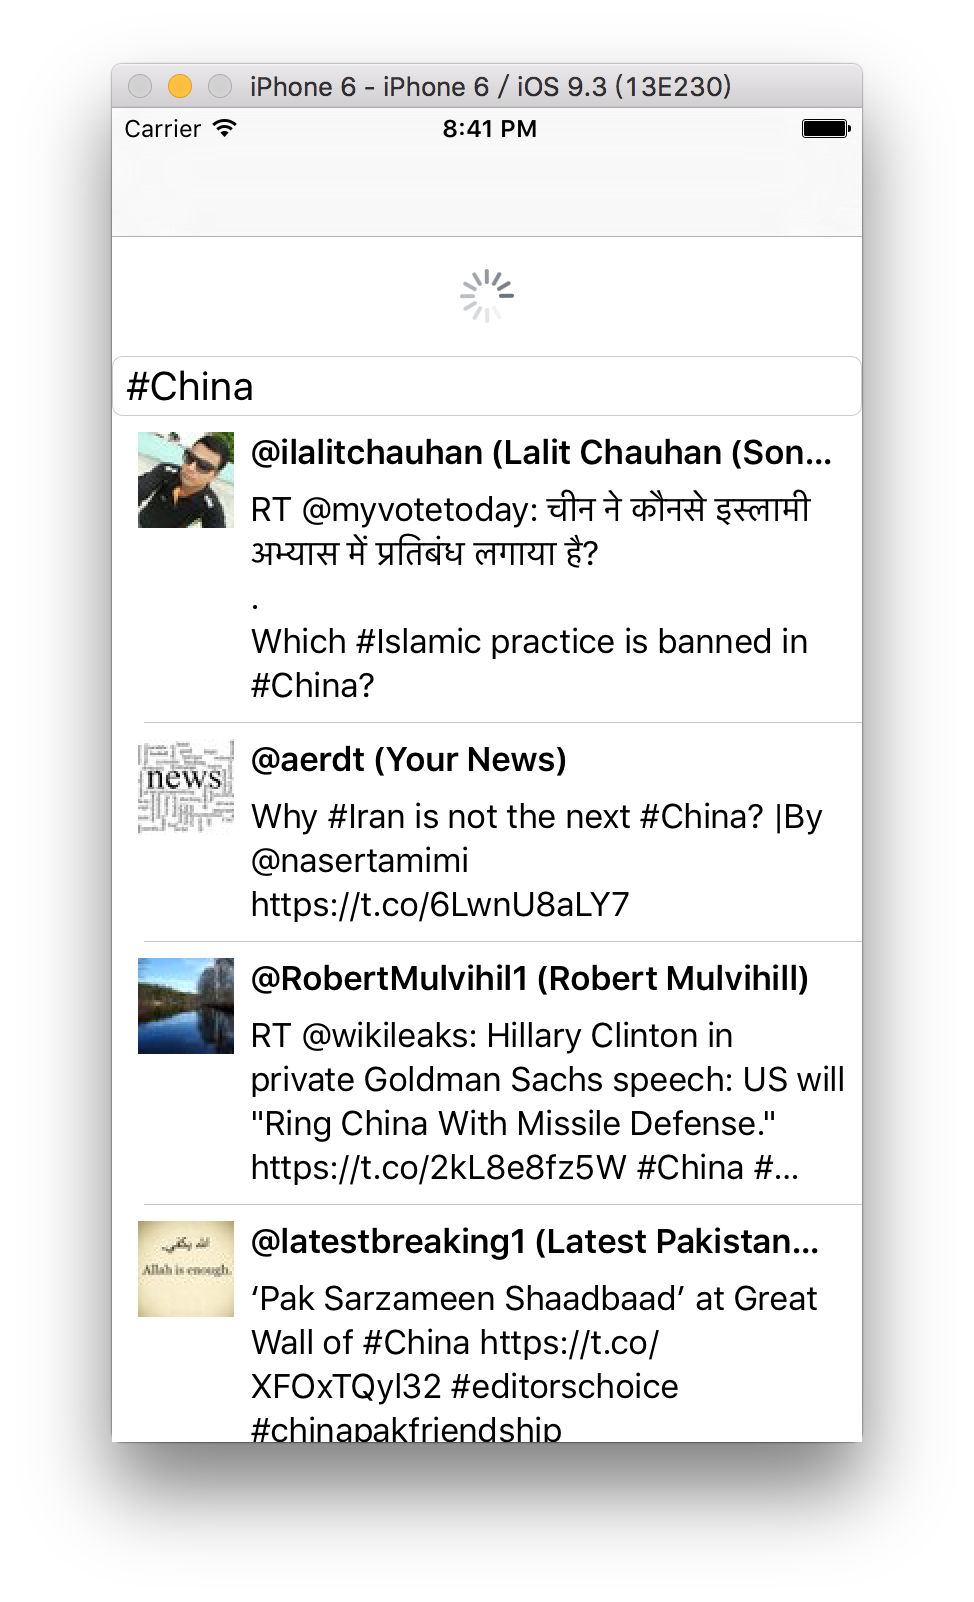 iPhone 6 - iPhone 6 / iOS 9.3 (13E230)
Carrier 8:41 PM
#China
@ilalitchauhan (Lalit Chauhan (Son...
RT @myvotetoday: चीन ने कौनसे इस्लामी
अभ्यास में प्रतिबंध लगाया है?
.
Which #Islamic practice is banned in
#China?
news
@aerdt (Your News)
Why #Iran is not the next #China? |By
@nasertamimi
https://t.co/6LwnU8aLY7
@RobertMulvihil1 (Robert Mulvihill)
RT @wikileaks: Hillary Clinton in
private Goldman Sachs speech: US will
"Ring China With Missile Defense."
https://t.co/2kL8e8fz5W #China #...
الله يكفي.
Allah is enough.
@latestbreaking1 (Latest Pakistan...
‘Pak Sarzameen Shaadbaad’ at Great
Wall of #China https://t.co/
XFOxTQyl32 #editorschoice
#chinapakfriendship